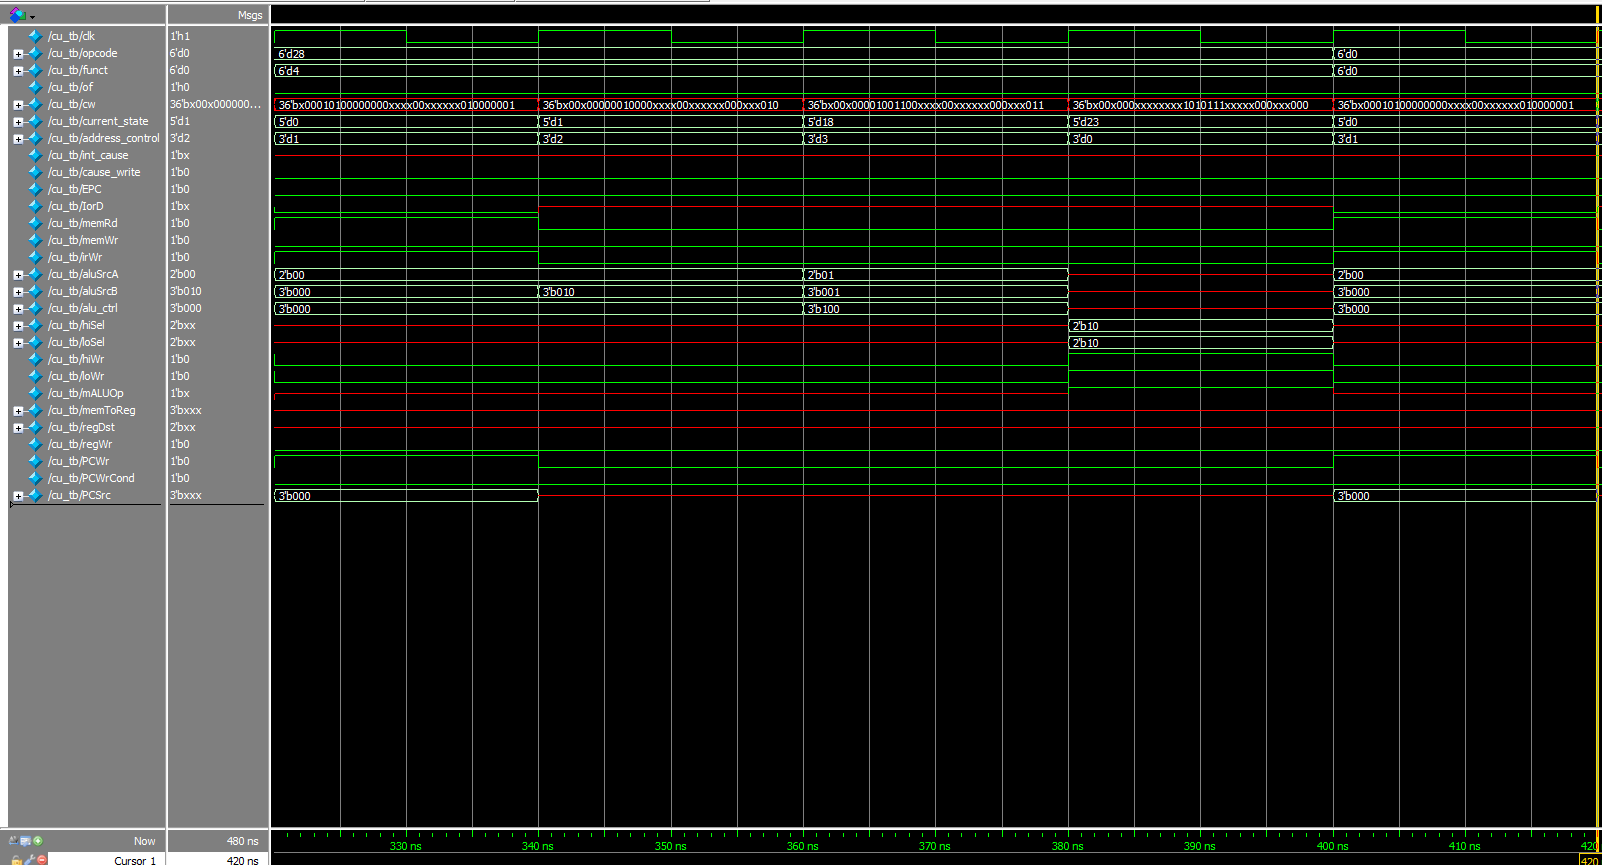 Msgs
/cu_tb/clk 1'h1
/cu_tb/opcode 6'd0 6'd28 6'd0
/cu_tb/funct 6'd0 6'd4 6'd0
/cu_tb/of 1'h0
/cu_tb/cw 36'bx00x000000... 36'bx00010100000000xxxx00xxxxxx010000001 36'bx00x00000010000xxxx00xxxxxx000xxx010 36'bx00x00001001100xxxx00xxxxxx000xxx011 36'bx00x000xxxxxxxx1010111xxxxx000xxx000 36'bx00010100000000xxxx00xxxxxx010000001
/cu_tb/current_state 5'd1 5'd0 5'd1 5'd18 5'd23 5'd0
/cu_tb/address_control 3'd2 3'd1 3'd2 3'd3 3'd0 3'd1
/cu_tb/int_cause 1'bx
/cu_tb/cause_write 1'b0
/cu_tb/EPC 1'b0
/cu_tb/IorD 1'bx
/cu_tb/memRd 1'b0
/cu_tb/memWr 1'b0
/cu_tb/irWr 1'b0
/cu_tb/aluSrcA 2'b00 2'b00 2'b01 2'b00
/cu_tb/aluSrcB 3'b010 3'b000 3'b010 3'b001 3'b000
/cu_tb/alu_ctrl 3'b000 3'b000 3'b100 3'b000
/cu_tb/hiSel 2'bxx 2'b10
/cu_tb/loSel 2'bxx 2'b10
/cu_tb/hiWr 1'b0
/cu_tb/loWr 1'b0
/cu_tb/mALUOp 1'bx
/cu_tb/memToReg 3'bxxx
/cu_tb/regDst 2'bxx
/cu_tb/regWr 1'b0
/cu_tb/PCWr 1'b0
/cu_tb/PCWrCond 1'b0
/cu_tb/PCSrc 3'bxxx 3'b000 3'b000
Now 480 ns 330 ns 340 ns 350 ns 360 ns 370 ns 380 ns 390 ns 400 ns 410 ns 420
Cursor 1 420 ns 420